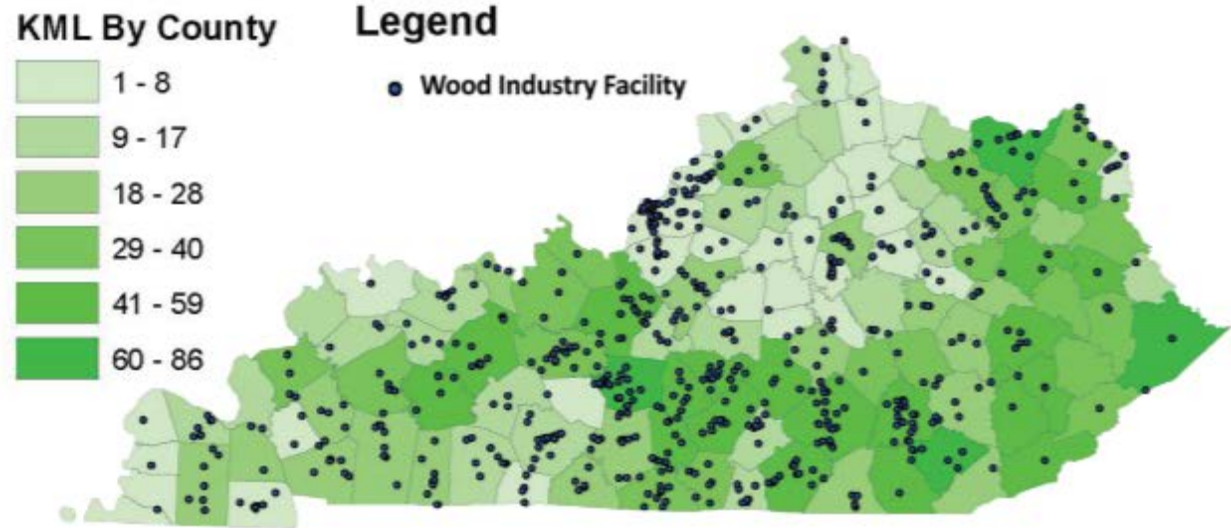 KML By County
Legend
1 - 8
Wood Industry Facility
9 - 17
18 - 28
29 - 40
41 - 59
60 - 86